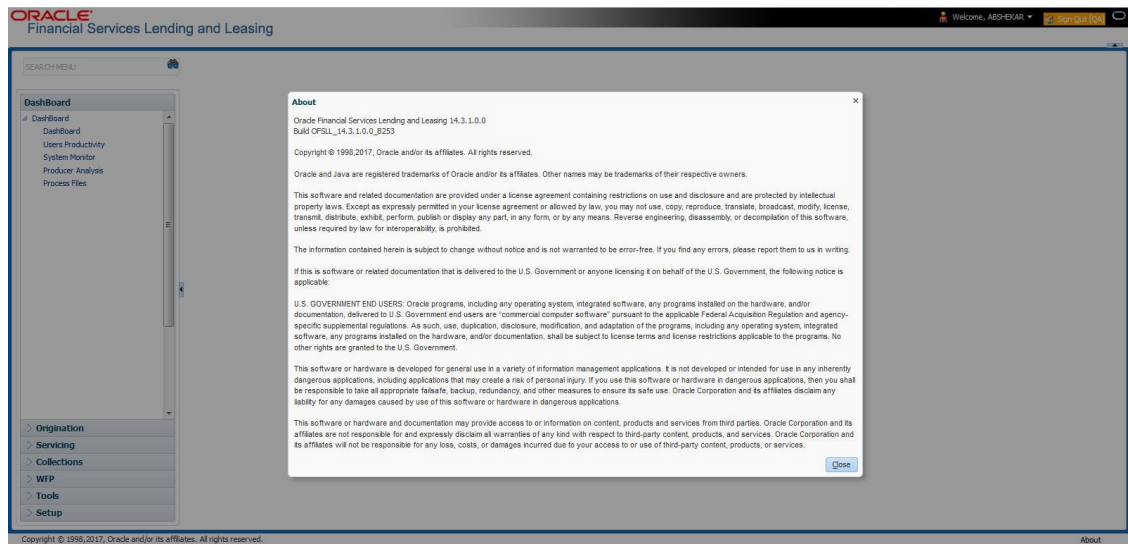 ORACLE®
Financial Services Lending and Leasing
Welcome, ABSHEKAR
Sign Out [QA]
SEARCH MENU
DashBoard
DashBoard
DashBoard
Users Productivity
System Monitor
Producer Analysis
Process Files
Origination
Servicing
Collections
WFP
Tools
Setup
About
Oracle Financial Services Lending and Leasing 14.3.1.0.0
Build OFSLL_14.3.1.0.0_B253
Copyright © 1998,2017, Oracle and/or its affiliates. All rights reserved.
Oracle and Java are registered trademarks of Oracle and/or its affiliates. Other names may be trademarks of their respective owners.
This software and related documentation are provided under a license agreement containing restrictions on use and disclosure and are protected by intellectual
property laws. Except as expressly permitted in your license agreement or allowed by law, you may not use, copy, reproduce, translate, broadcast, modify, license,
transmit, distribute, exhibit, perform, publish or display any part, in any form, or by any means. Reverse engineering, disassembly, or decompilation of this software,
unless required by law for interoperability, is prohibited.
The information contained herein is subject to change without notice and is not warranted to be error-free. If you find any errors, please report them to us in writing.
If this is software or related documentation that is delivered to the U.S. Government or anyone licensing it on behalf of the U.S. Government, the following notice is
applicable:
U.S. GOVERNMENT END USERS: Oracle programs, including any operating system, integrated software, any programs installed on the hardware, and/or
documentation, delivered to U.S. Government end users are "commercial computer software" pursuant to the applicable Federal Acquisition Regulation and agency-
specific supplemental regulations. As such, use, duplication, disclosure, modification, and adaptation of the programs, including any operating system, integrated
software, any programs installed on the hardware, and/or documentation, shall be subject to license terms and license restrictions applicable to the programs. No
other rights are granted to the U.S. Government.
This software or hardware is developed for general use in a variety of information management applications. It is not developed or intended for use in any inherently
dangerous applications, including applications that may create a risk of personal injury. If you use this software or hardware in dangerous applications, then you shall
be responsible to take all appropriate failsafe, backup, redundancy, and other measures to ensure its safe use. Oracle Corporation and its affiliates disclaim any
liability for any damages caused by use of this software or hardware in dangerous applications.
This software or hardware and documentation may provide access to or information on content, products and services from third parties. Oracle Corporation and its
affiliates are not responsible for and expressly disclaim all warranties of any kind with respect to third-party content, products, and services. Oracle Corporation and
its affiliates will not be responsible for any loss, costs, or damages incurred due to your access to or use of third-party content, products, or services.
Close
Copyright © 1998,2017, Oracle and/or its affiliates. All rights reserved.
About